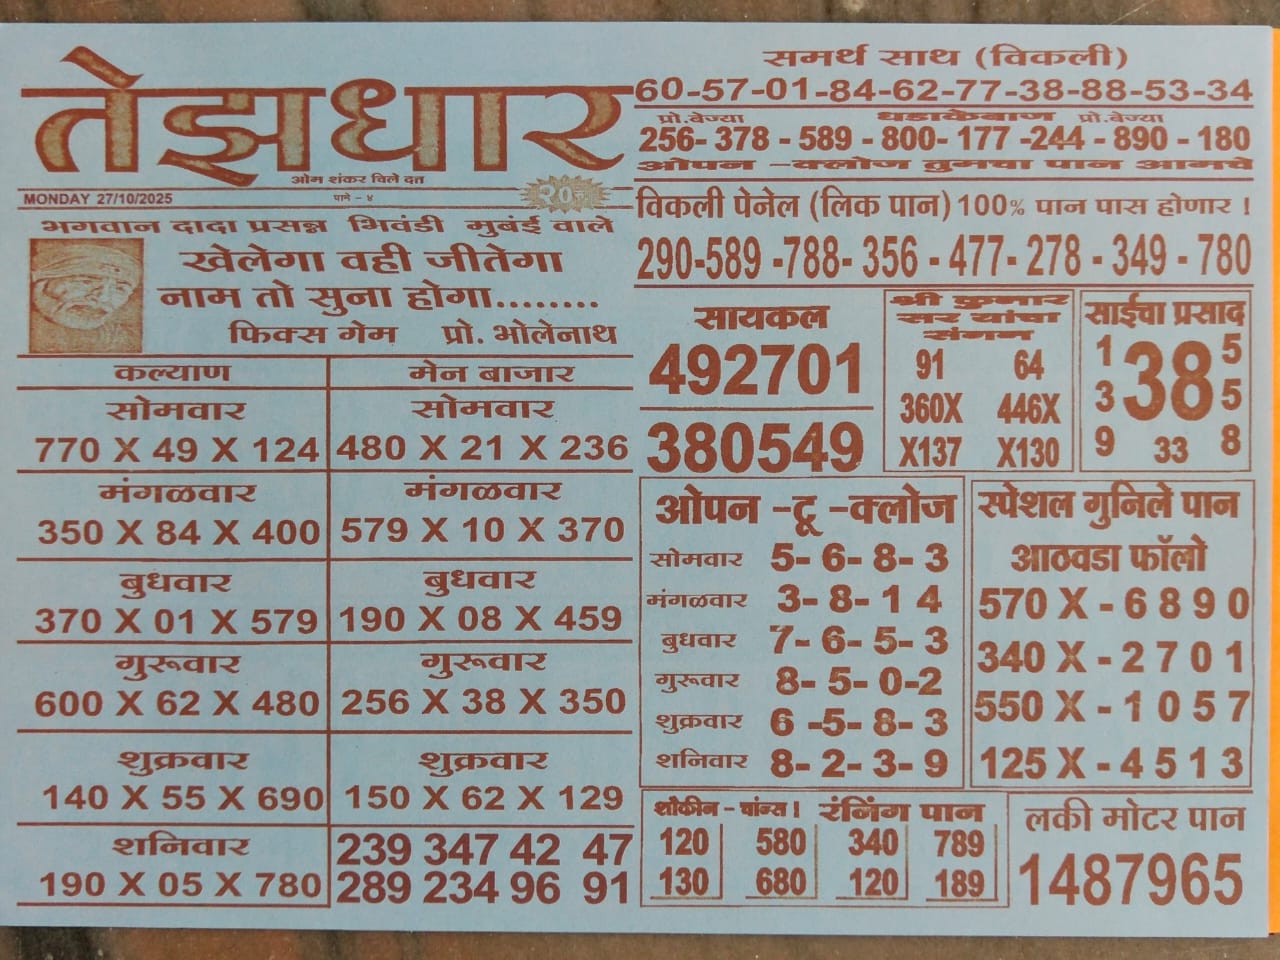 तेझधार
ओम शंकर चिले दत्त
MONDAY 27/10/2025
पाने - ४
२०रु
भगवान दादा प्रसन्न भिवंडी मुबंई वाले
खेलेगा वही जीतेगा
नाम तो सुना होगा........
फिक्स गेम प्रो. भोलेनाथ
कल्याण
सोमवार
770 X 49 X 124
मंगळवार
350 X 84 X 400
बुधवार
370 X 01 X 579
गुरूवार
600 X 62 X 480
शुक्रवार
140 X 55 X 690
शनिवार
190 X 05 X 780
मेन बाजार
सोमवार
480 X 21 X 236
मंगळवार
579 X 10 X 370
बुधवार
190 X 08 X 459
गुरूवार
256 X 38 X 350
शुक्रवार
150 X 62 X 129
239 347 42 47
289 234 96 91
समर्थ साथ (विकली)
60-57-01-84-62-77-38-88-53-34
प्रो.बेज्या धडाकेबाज प्रो.बेज्या
256- 378 - 589 - 800- 177 -244 - 890 - 180
ओपन -क्लोज तुमचा पान आमचे
विकली पेनेल (लिक पान) 100% पान पास होणार !
290-589 -788- 356 - 477- 278 - 349 - 780
सायकल
492701
380549
श्री कुमार
सर यांचा
संगम
91 64
360X 446X
X137 X130
साईचा प्रसाद
1 38 5
3 5
9 33 8
ओपन -टू -क्लोज
सोमवार 5- 6- 8- 3
मंगळवार 3- 8- 1 4
बुधवार 7- 6- 5- 3
गुरूवार 8- 5- 0-2
शुक्रवार 6 -5- 8- 3
शनिवार 8- 2- 3- 9
स्पेशल गुनिले पान
आठवडा फॉलो
570 X - 6 8 9 0
340 X - 2 7 0 1
550 X - 1 0 5 7
125 X - 4 5 1 3
शोकीन - चांन्स ! रंनिंग पान
120 580 340 789
130 680 120 189
लकी मोटर पान
1487965